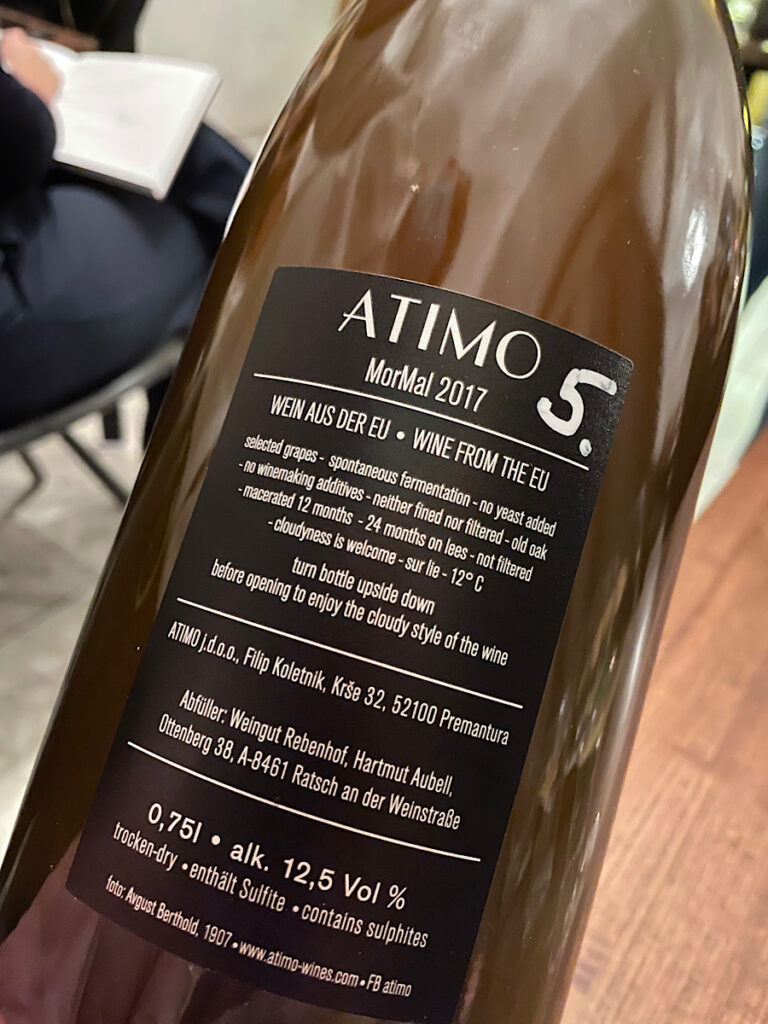 ATIMO
MorMal 2017
5.
WEIN AUS DER EU • WINE FROM THE EU
selected grapes - spontaneous fermentation - no yeast added
- no winemaking additives - neither fined nor filtered - old oak
- macerated 12 months - 24 months on lees - not filtered
- cloudyness is welcome - sur lie - 12° C
turn bottle upside down
before opening to enjoy the cloudy style of the wine
ATIMO j.d.o.o., Filip Koletnik, Krše 32, 52100 Premantura
Abfüller: Weingut Rebenhof, Hartmut Aubell,
Ottenberg 38, A-8461 Ratsch an der Weinstraße
0,75l • alk. 12,5 Vol %
trocken-dry • enthält Sulfite • contains sulphites
foto: Avgust Berthold, 1907 • www.atimo-wines.com • FB atimo